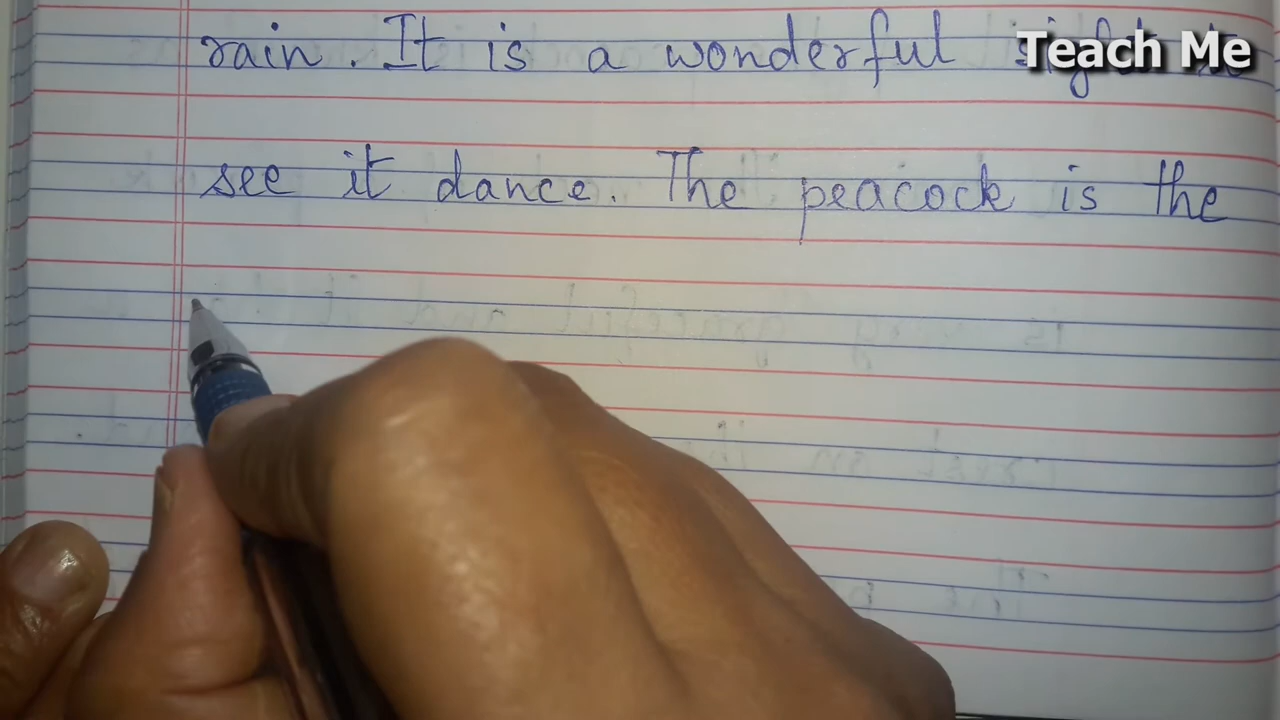 rain. It is a wonderful
Teach Me
see it dance. The peacock is the